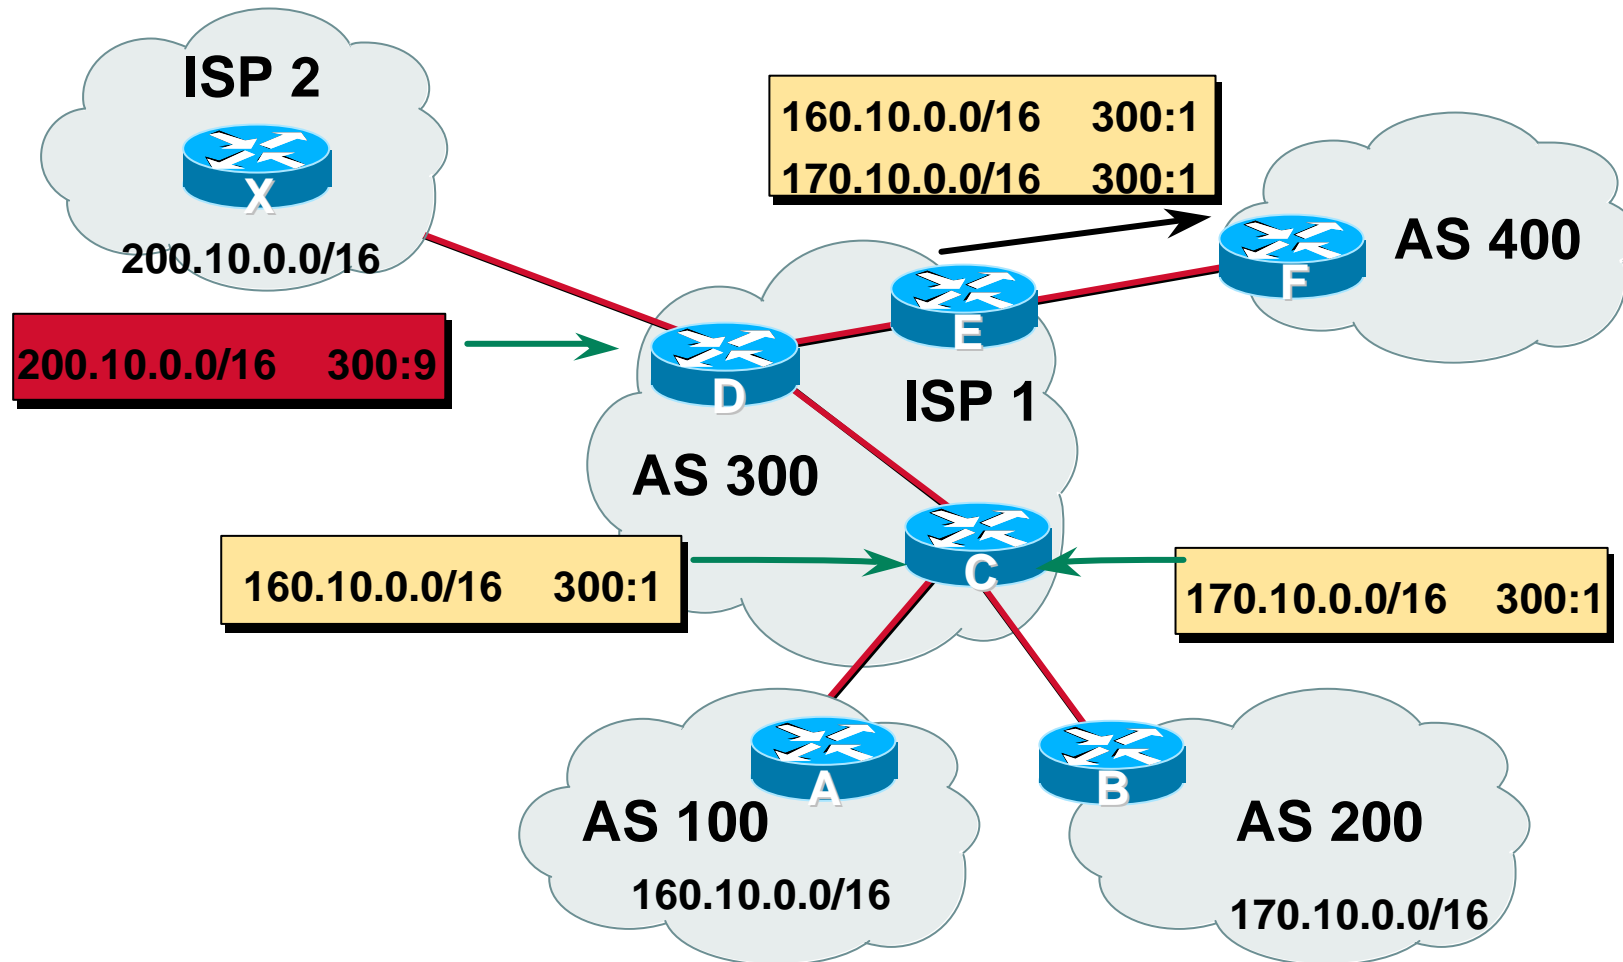 ISP 2
X
200.10.0.0/16
160.10.0.0/16 300:1
170.10.0.0/16 300:1
AS 400
F
E
200.10.0.0/16 300:9
D
ISP 1
AS 300
160.10.0.0/16 300:1
C
170.10.0.0/16 300:1
A
AS 100
160.10.0.0/16
B
AS 200
170.10.0.0/16